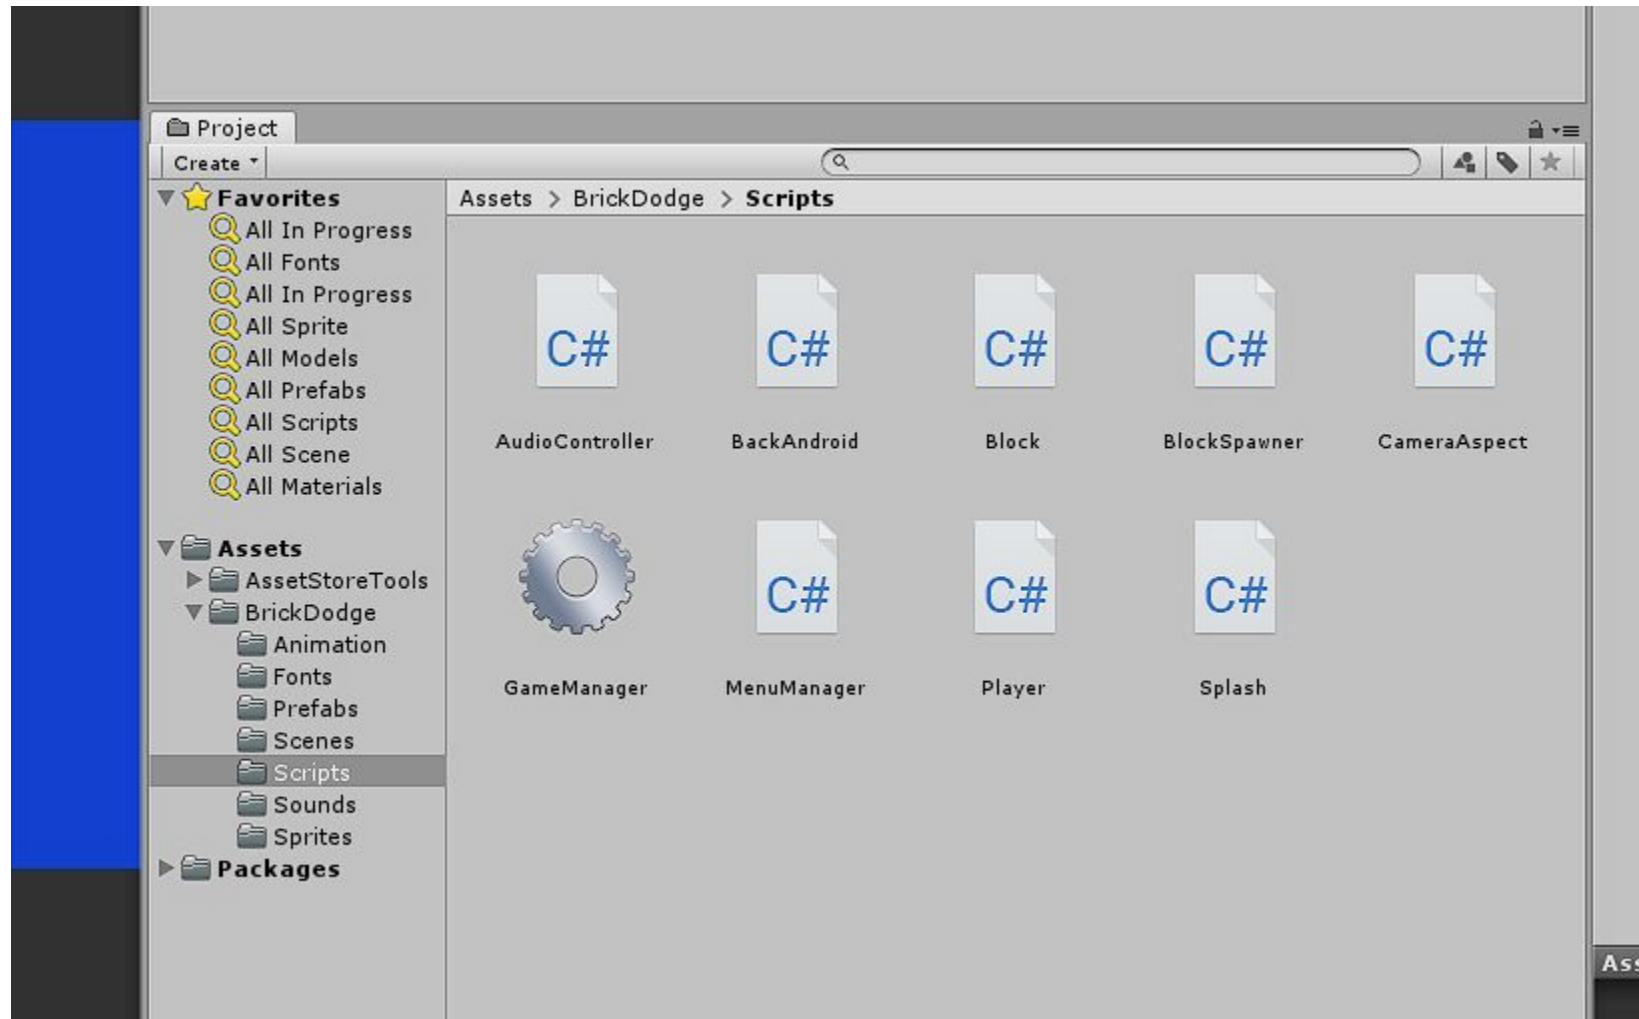 Project
Create
Favorites
All In Progress
All Fonts
All In Progress
All Sprite
All Models
All Prefabs
All Scripts
All Scene
All Materials
Assets
AssetStoreTools
BrickDodge
Animation
Fonts
Prefabs
Scenes
Scripts
Sounds
Sprites
Packages
Assets > BrickDodge > Scripts
C# C# C# C# C#
AudioController BackAndroid Block BlockSpawner CameraAspect
C# C# C#
GameManager MenuManager Player Splash